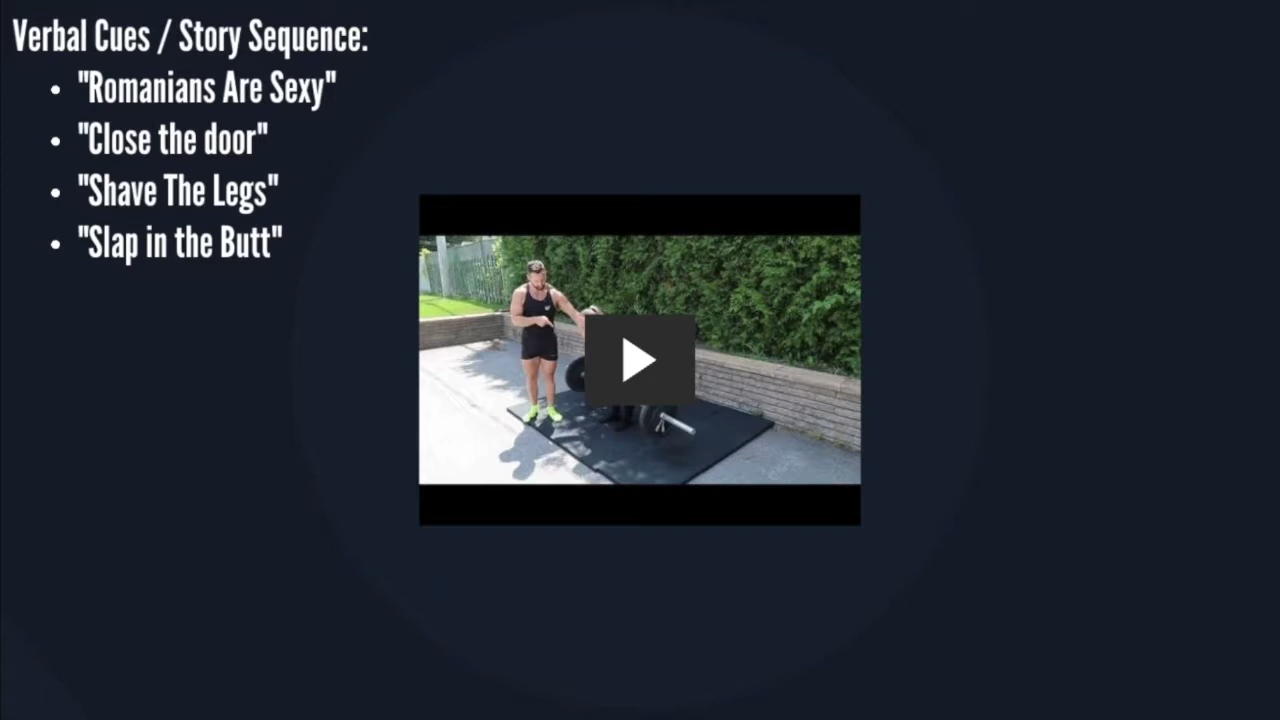 Verbal Cues / Story Sequence:
• "Romanians Are Sexy"
• "Close the door"
• "Shave The Legs"
• "Slap in the Butt"